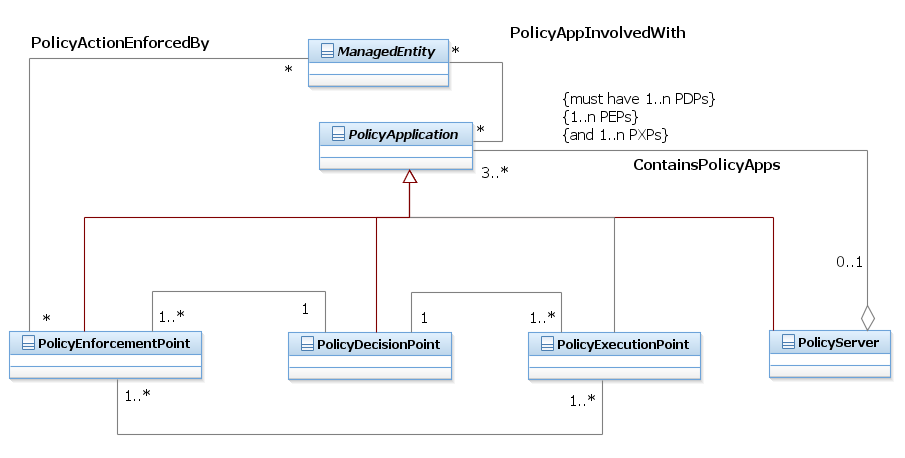 PolicyActionEnforcedBy
ManagedEntity
*
PolicyAppInvolvedWith
*
{must have 1..n PDPs}
{1..n PEPs}
{and 1..n PXPs}
PolicyApplication
*
3..*
ContainsPolicyApps
0..1
*
1..*
1
1
1..*
PolicyEnforcementPoint
PolicyDecisionPoint
PolicyExecutionPoint
PolicyServer
1..*
1..*